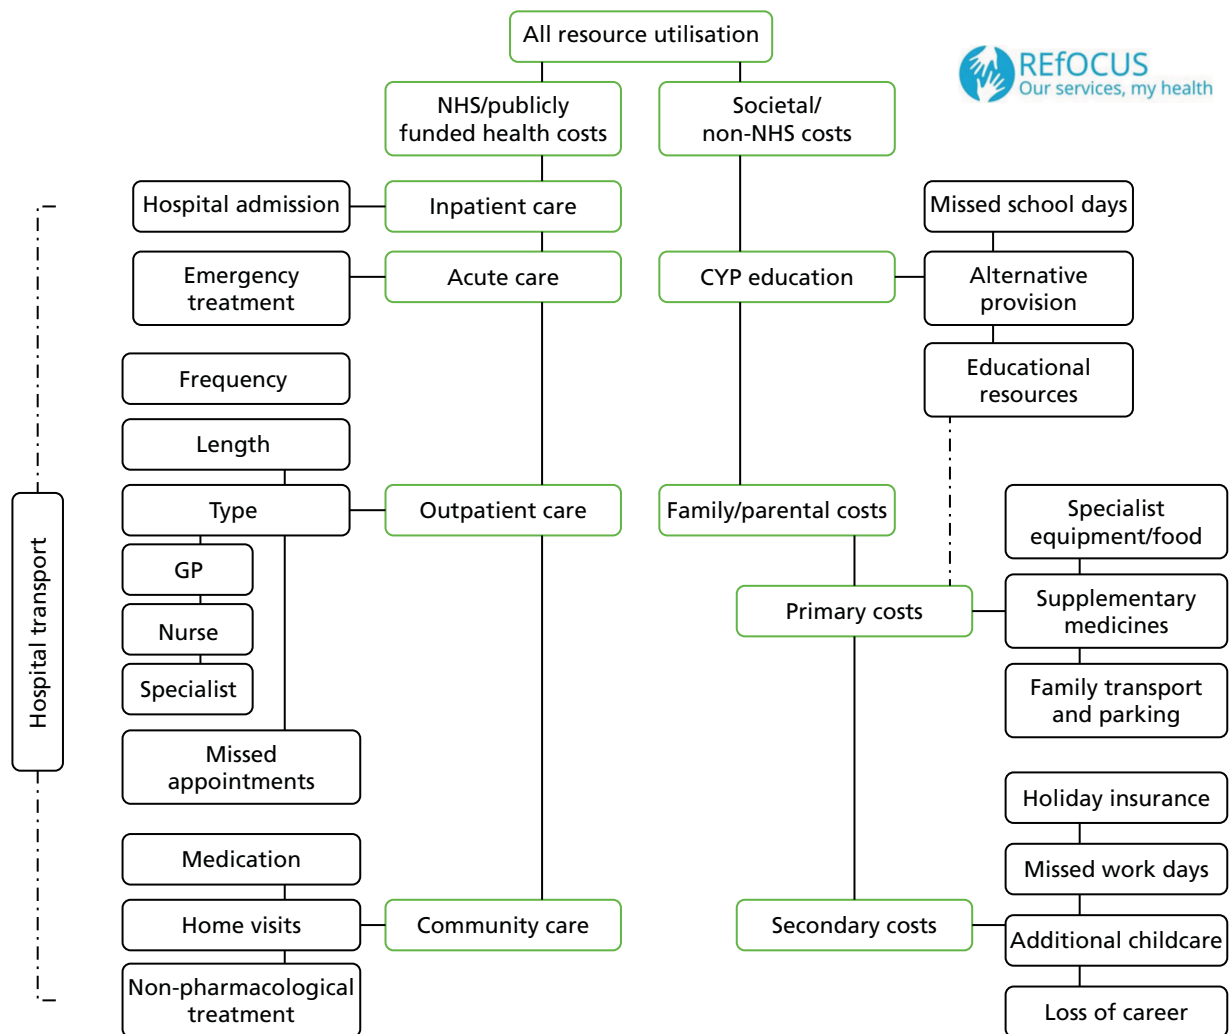 All resource utilisation
REfOCUS
Our services, my health
NHS/publicly
funded health costs
Societal/
non-NHS costs
Hospital admission
Inpatient care
Missed school days
Emergency
treatment
Acute care
CYP education
Alternative
provision
Frequency
Educational
resources
Length
Type
Outpatient care
Family/parental costs
Specialist
equipment/food
GP
Nurse
Specialist
Primary costs
Supplementary
medicines
Family transport
and parking
Hospital transport
Missed
appointments
Holiday insurance
Medication
Missed work days
Home visits
Community care
Secondary costs
Additional childcare
Non-pharmacological
treatment
Loss of career